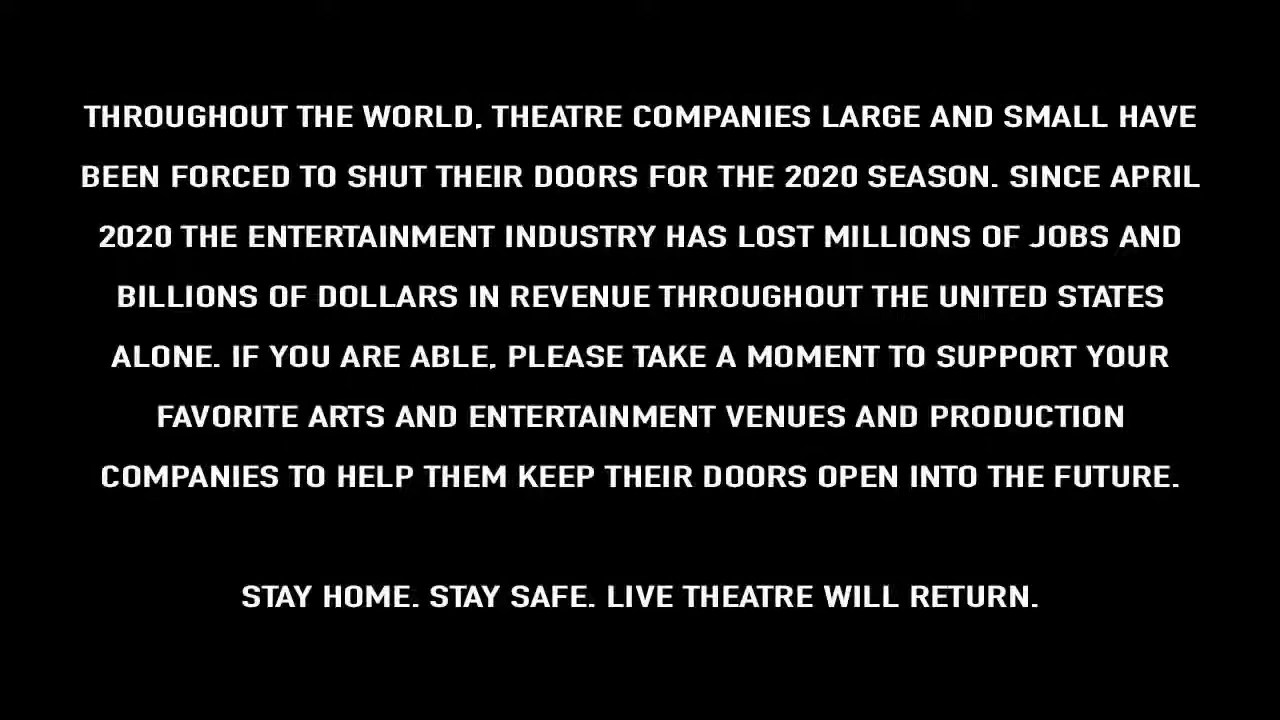 THROUGHOUT THE WORLD, THEATRE COMPANIES LARGE AND SMALL HAVE
BEEN FORCED TO SHUT THEIR DOORS FOR THE 2020 SEASON. SINCE APRIL
2020 THE ENTERTAINMENT INDUSTRY HAS LOST MILLIONS OF JOBS AND
BILLIONS OF DOLLARS IN REVENUE THROUGHOUT THE UNITED STATES
ALONE. IF YOU ARE ABLE, PLEASE TAKE A MOMENT TO SUPPORT YOUR
FAVORITE ARTS AND ENTERTAINMENT VENUES AND PRODUCTION
COMPANIES TO HELP THEM KEEP THEIR DOORS OPEN INTO THE FUTURE.
STAY HOME. STAY SAFE. LIVE THEATRE WILL RETURN.